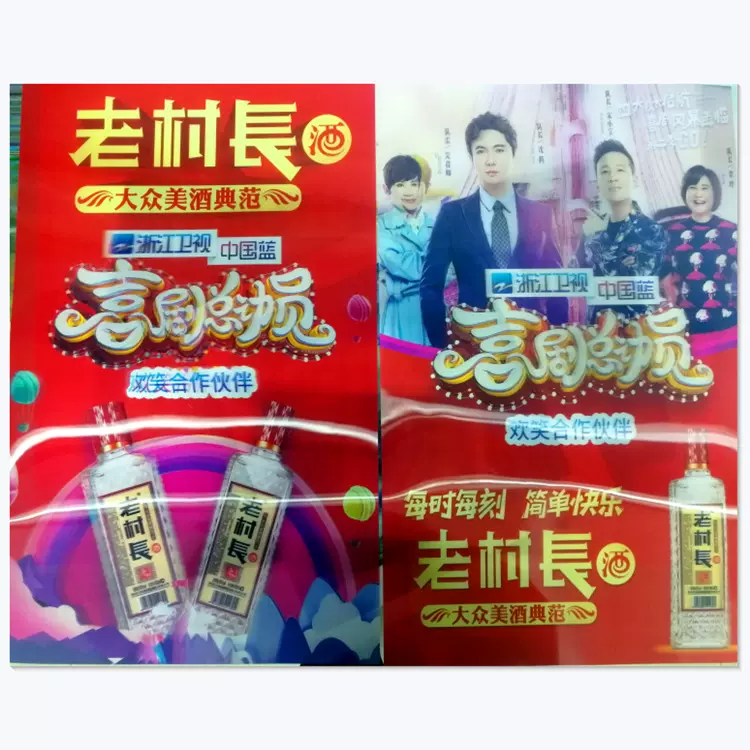 老村長酒
大众美酒典范
浙江卫视 中国蓝
喜剧总动员
欢笑合作伙伴
老村長
老村長
浙江卫视 中国蓝
喜剧总动员
欢笑合作伙伴
每时每刻 简单快乐
老村長酒
大众美酒典范
老村長